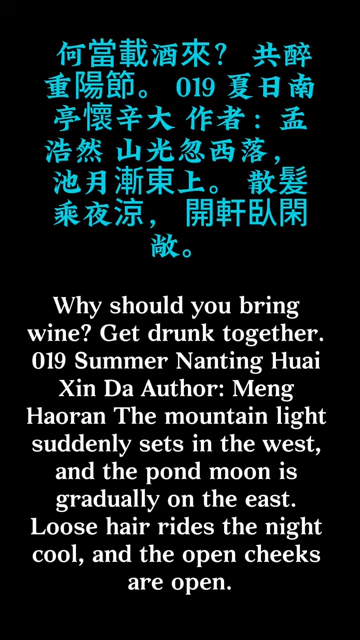 何當載酒來？ 共醉
重陽節。 019 夏日南
亭懷辛大 作者：孟
浩然 山光忽西落，
池月漸東上。 散髮
乘夜涼， 開軒臥閑
敞。
Why should you bring
wine? Get drunk together.
019 Summer Nanting Huai
Xin Da Author: Meng
Haoran The mountain light
suddenly sets in the west,
and the pond moon is
gradually on the east.
Loose hair rides the night
cool, and the open cheeks
are open.